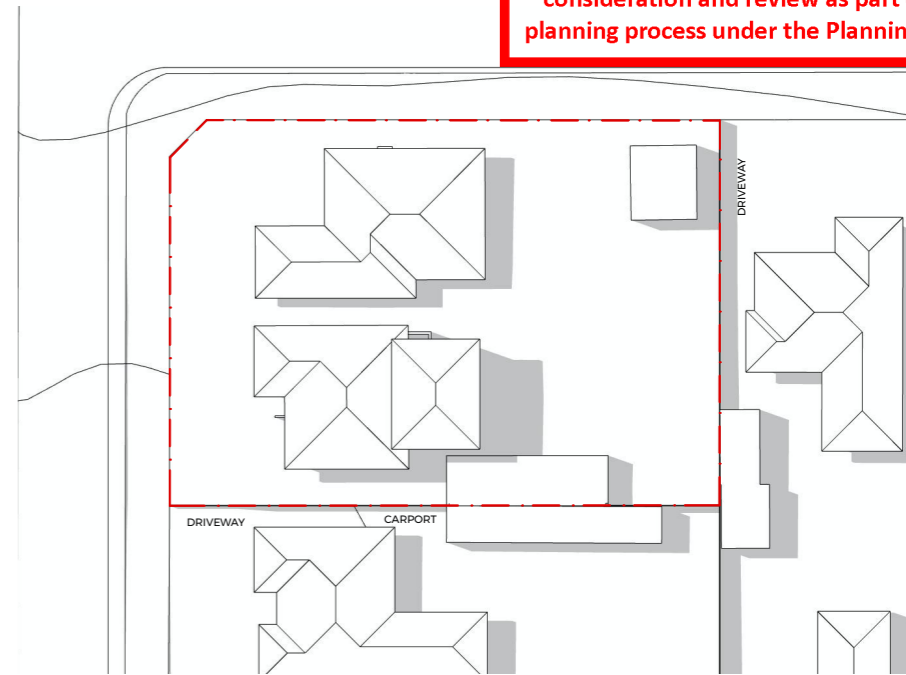 consideration and review as part
planning process under the Plannin
DRIVEWAY
DRIVEWAY
CARPORT